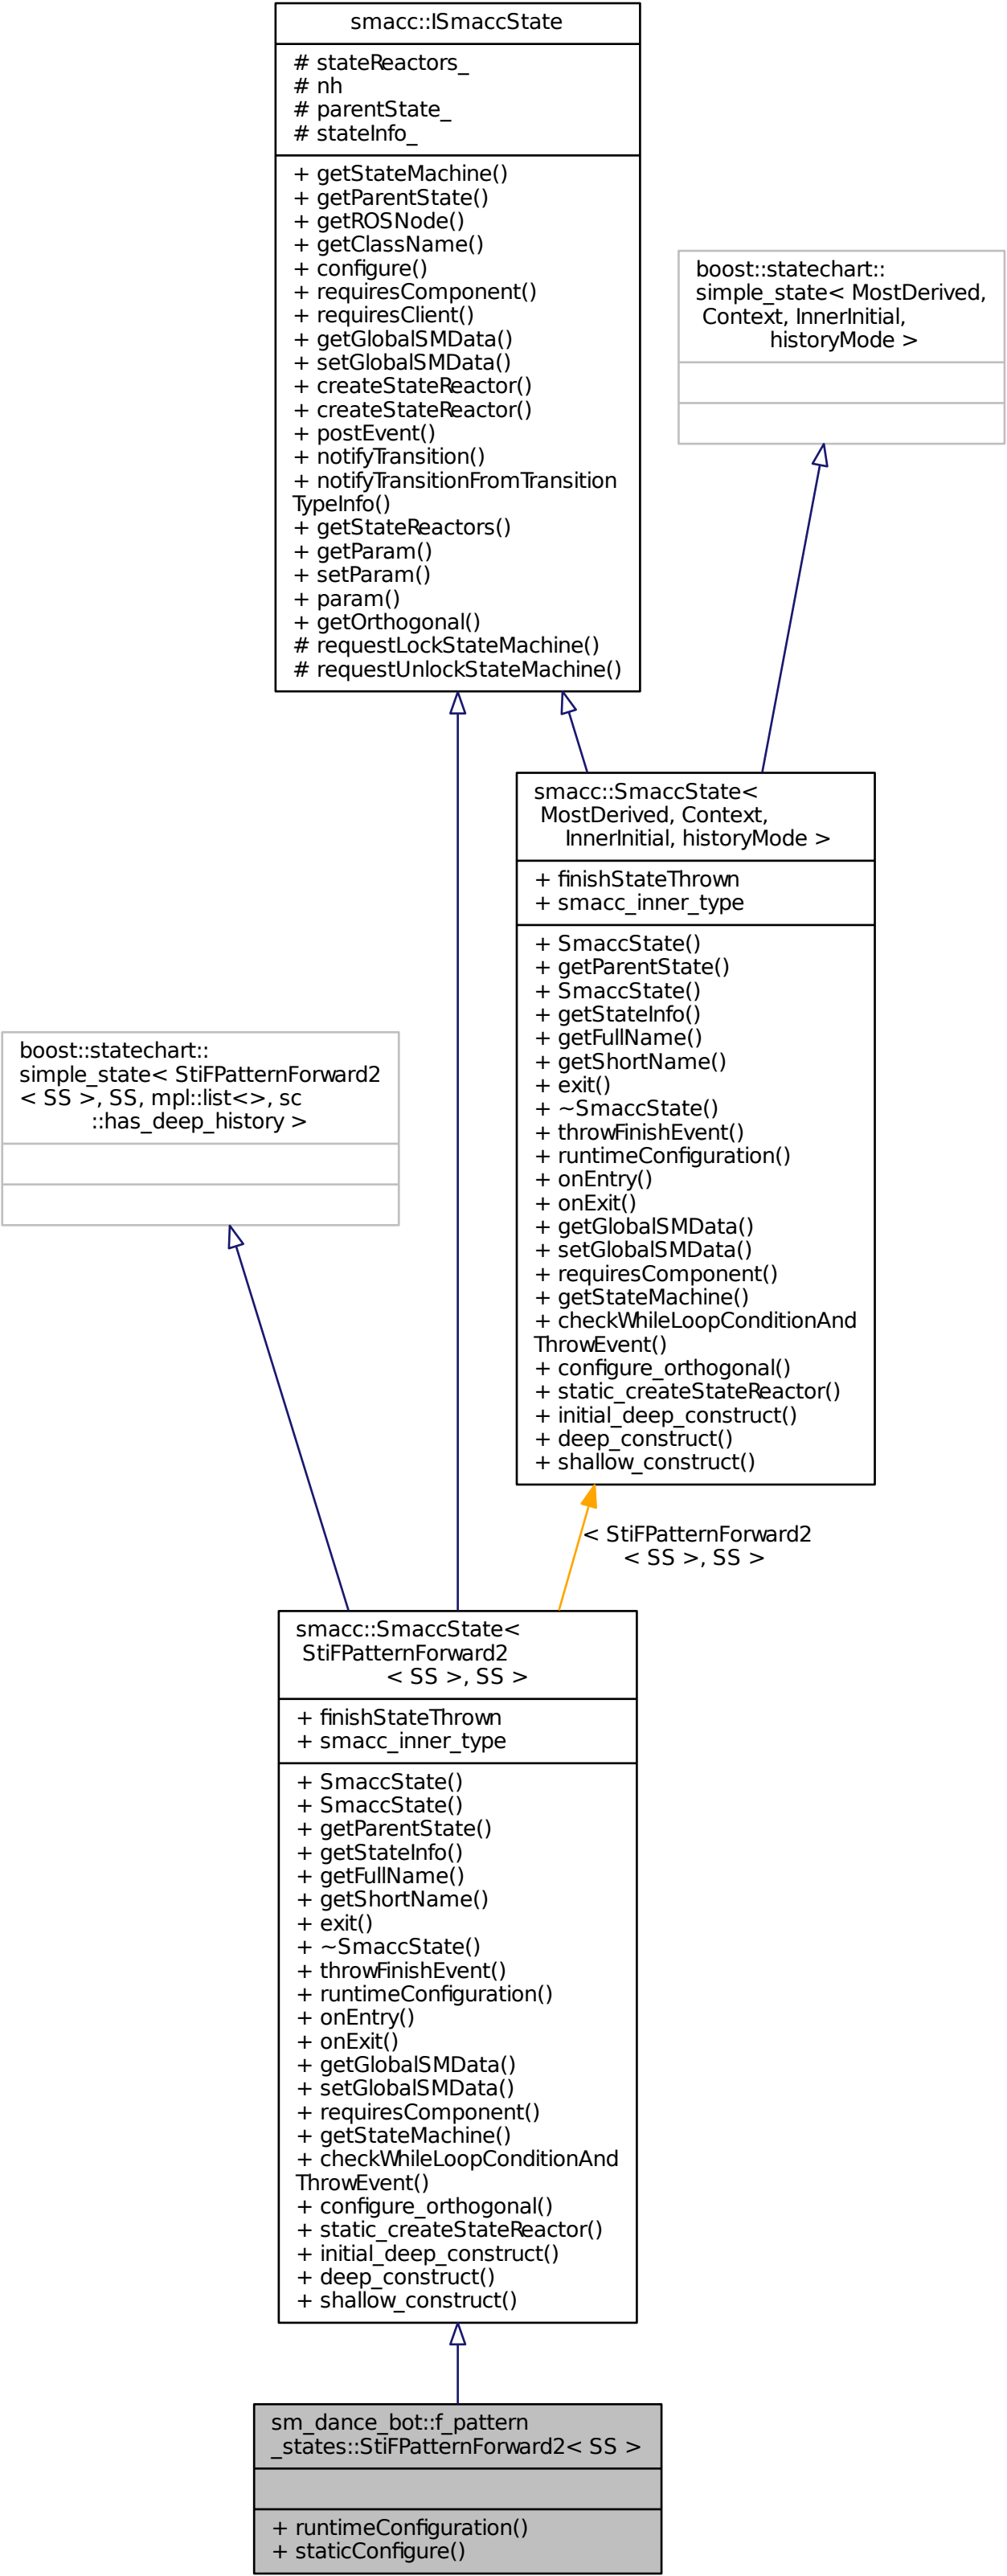 smacc::ISmaccState
# stateReactors_
# nh
# parentState_
# stateInfo_
+ getStateMachine()
+ getParentState()
+ getROSNode()
+ getClassName()
+ configure()
+ requiresComponent()
+ requiresClient()
+ getGlobalSMData()
+ setGlobalSMData()
+ createStateReactor()
+ createStateReactor()
+ postEvent()
+ notifyTransition()
+ notifyTransitionFromTransition
TypeInfo()
+ getStateReactors()
+ getParam()
+ setParam()
+ param()
+ getOrthogonal()
# requestLockStateMachine()
# requestUnlockStateMachine()
boost::statechart::
simple_state< MostDerived,
Context, InnerInitial,
historyMode >
smacc::SmaccState<
MostDerived, Context,
InnerInitial, historyMode >
+ finishStateThrown
+ smacc_inner_type
+ SmaccState()
+ getParentState()
+ SmaccState()
+ getStateInfo()
+ getFullName()
+ getShortName()
+ exit()
+ ~SmaccState()
+ throwFinishEvent()
+ runtimeConfiguration()
+ onEntry()
+ onExit()
+ getGlobalSMData()
+ setGlobalSMData()
+ requiresComponent()
+ getStateMachine()
+ checkWhileLoopConditionAnd
ThrowEvent()
+ configure_orthogonal()
+ static_createStateReactor()
+ initial_deep_construct()
+ deep_construct()
+ shallow_construct()
boost::statechart::
simple_state< StiFPatternForward2
< SS >, SS, mpl::list<>, sc
::has_deep_history >
< StiFPatternForward2
< SS >, SS >
smacc::SmaccState<
StiFPatternForward2
< SS >, SS >
+ finishStateThrown
+ smacc_inner_type
+ SmaccState()
+ SmaccState()
+ getParentState()
+ getStateInfo()
+ getFullName()
+ getShortName()
+ exit()
+ ~SmaccState()
+ throwFinishEvent()
+ runtimeConfiguration()
+ onEntry()
+ onExit()
+ getGlobalSMData()
+ setGlobalSMData()
+ requiresComponent()
+ getStateMachine()
+ checkWhileLoopConditionAnd
ThrowEvent()
+ configure_orthogonal()
+ static_createStateReactor()
+ initial_deep_construct()
+ deep_construct()
+ shallow_construct()
sm_dance_bot::f_pattern
_states::StiFPatternForward2< SS >
+ runtimeConfiguration()
+ staticConfigure()